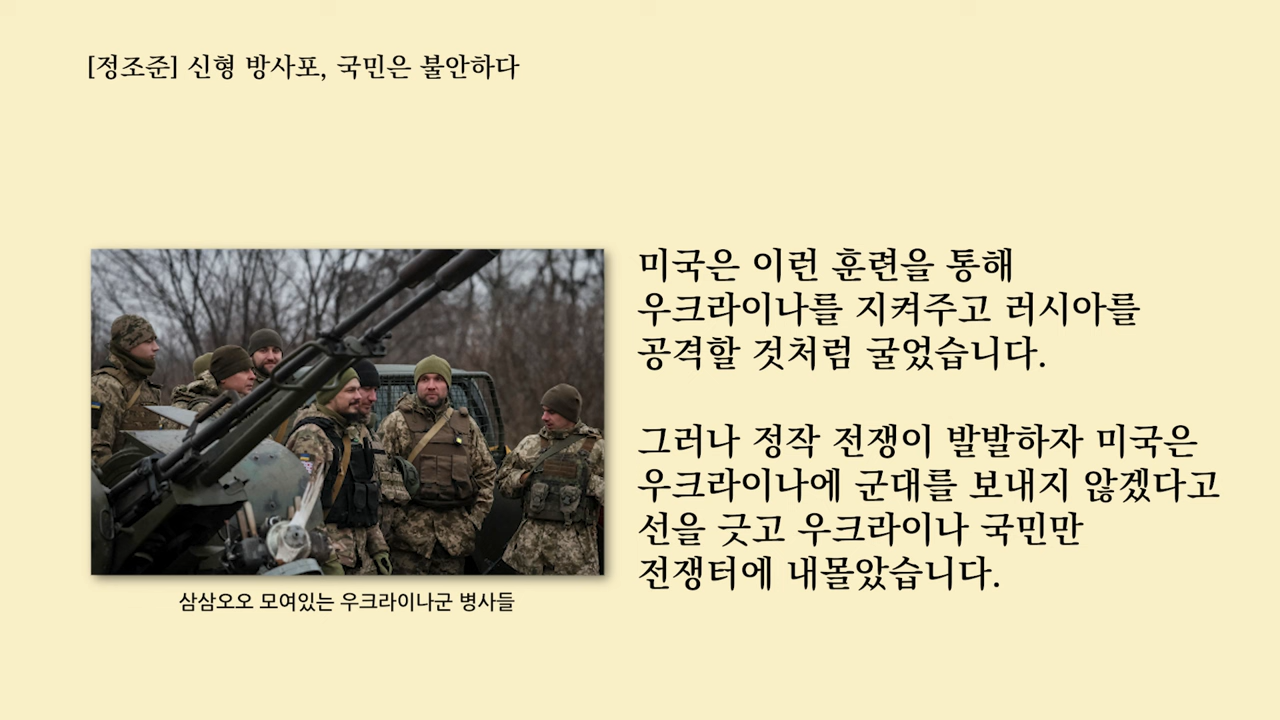 [정조준] 신형 방사포, 국민은 불안하다
미국은 이런 훈련을 통해
우크라이나를 지켜주고 러시아를
공격할 것처럼 굴었습니다.
그러나 정작 전쟁이 발발하자 미국은
우크라이나에 군대를 보내지 않겠다고
선을 긋고 우크라이나 국민만
전쟁터에 내몰았습니다.
삼삼오오 모여있는 우크라이나군 병사들